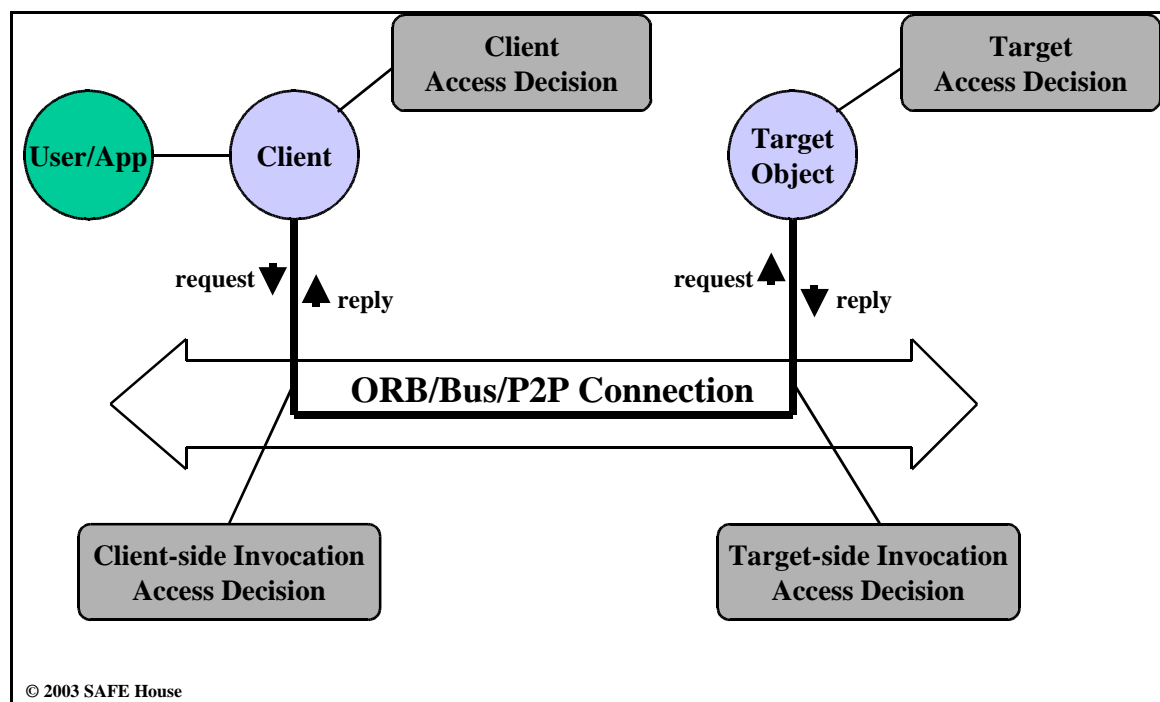 Client
Access Decision
Target
Access Decision
User/App
Client
Target
Object
request
reply
request
reply
ORB/Bus/P2P Connection
Client-side Invocation
Access Decision
Target-side Invocation
Access Decision
© 2003 SAFE House